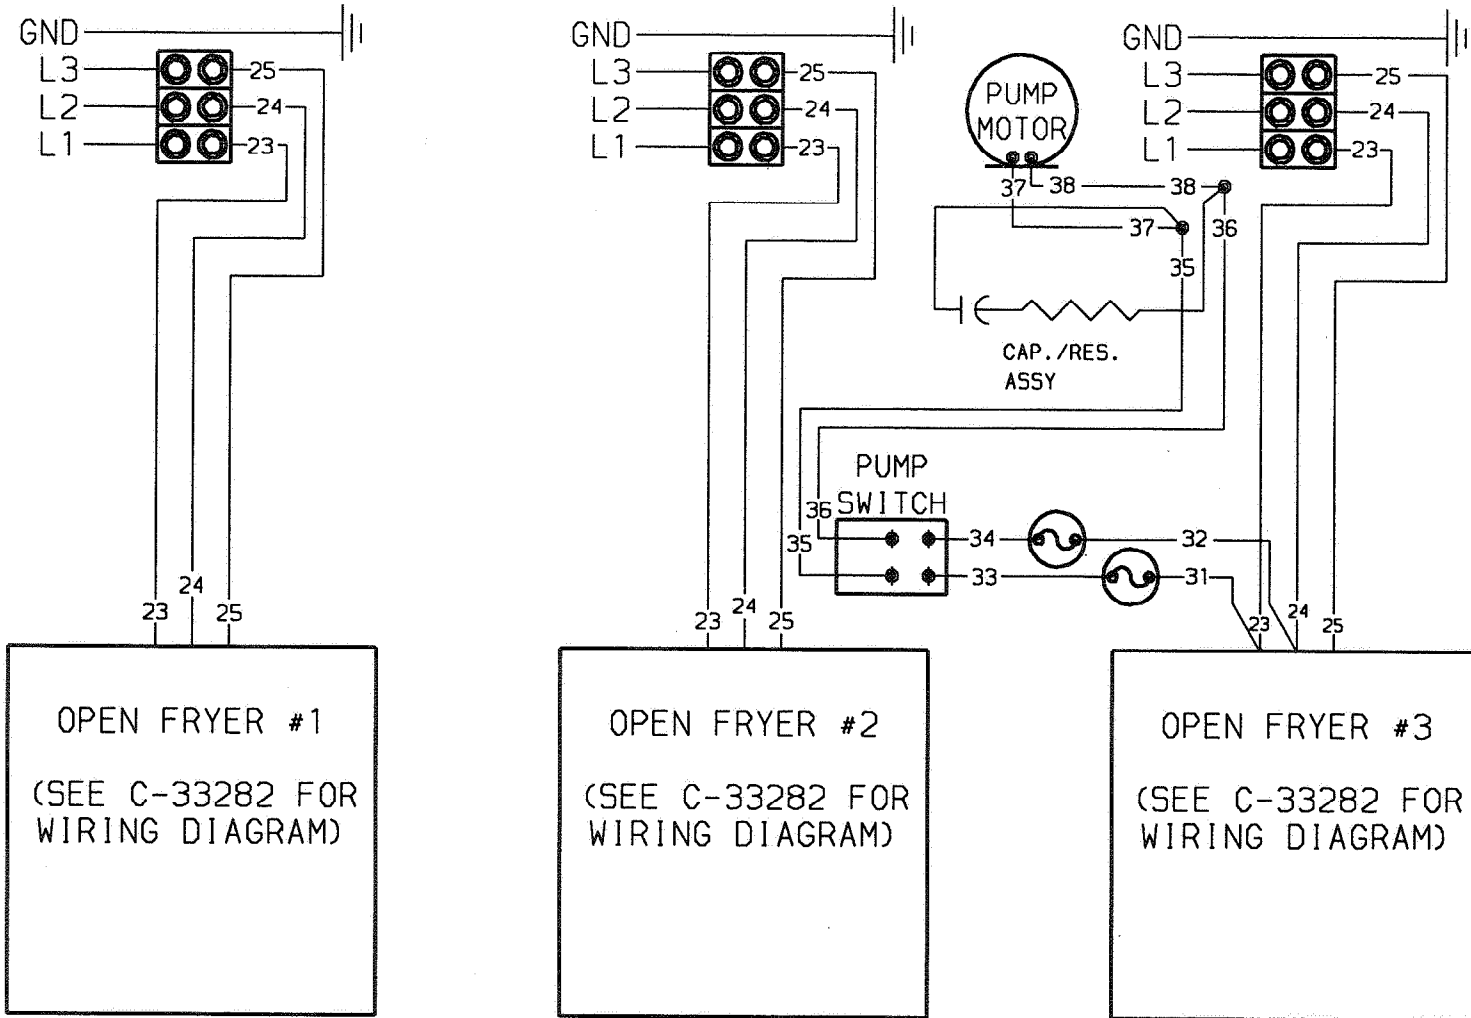 GND
L3
25
L2
24
L1
23
23
24
25
OPEN FRYER #1
(SEE C-33282 FOR
WIRING DIAGRAM)
GND
L3
25
L2
24
L1
23
23
24
25
OPEN FRYER #2
(SEE C-33282 FOR
WIRING DIAGRAM)
PUMP
MOTOR
37
38
38
37
36
35
CAP./RES.
ASSY
PUMP
SWITCH
36
35
34
32
33
31
GND
L3
25
L2
24
L1
23
23
24
25
OPEN FRYER #3
(SEE C-33282 FOR
WIRING DIAGRAM)